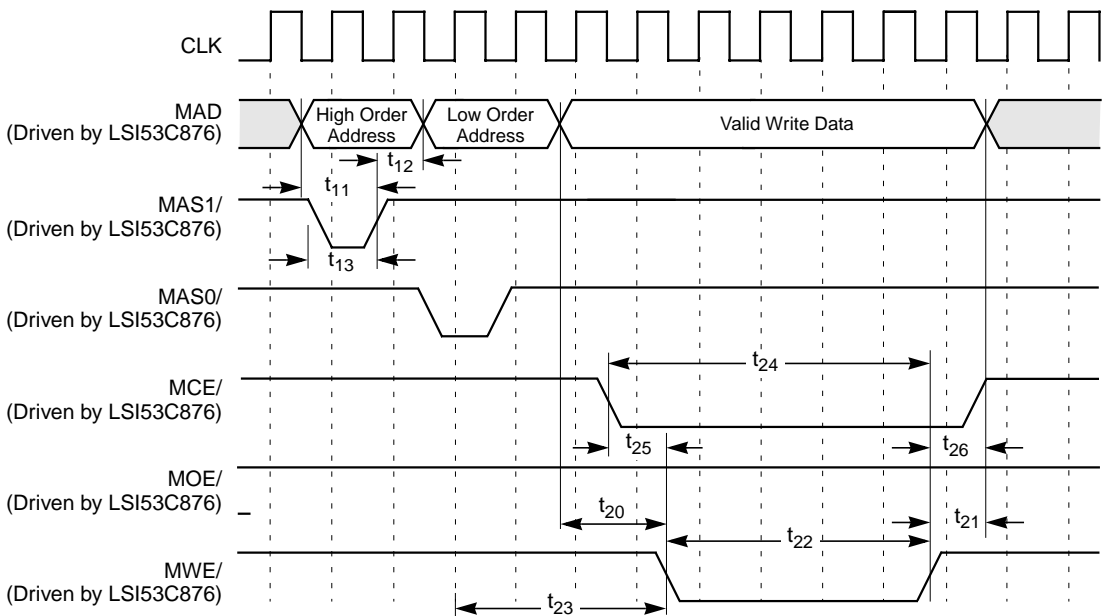 CLK
MAD
(Driven by LSI53C876)
High Order
Address
Low Order
Address
Valid Write Data
t12
t11
MAS1/
(Driven by LSI53C876)
t13
MAS0/
(Driven by LSI53C876)
t24
MCE/
(Driven by LSI53C876)
t25
t26
MOE/
(Driven by LSI53C876)
t20
t21
t22
MWE/
(Driven by LSI53C876)
t23